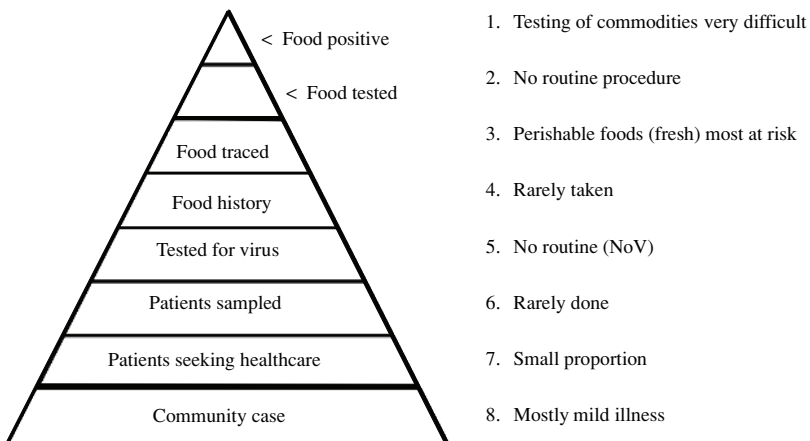 < Food positive
1. Testing of commodities very difficult
< Food tested
2. No routine procedure
Food traced
3. Perishable foods (fresh) most at risk
Food history
4. Rarely taken
Tested for virus
5. No routine (NoV)
Patients sampled
6. Rarely done
Patients seeking healthcare
7. Small proportion
Community case
8. Mostly mild illness